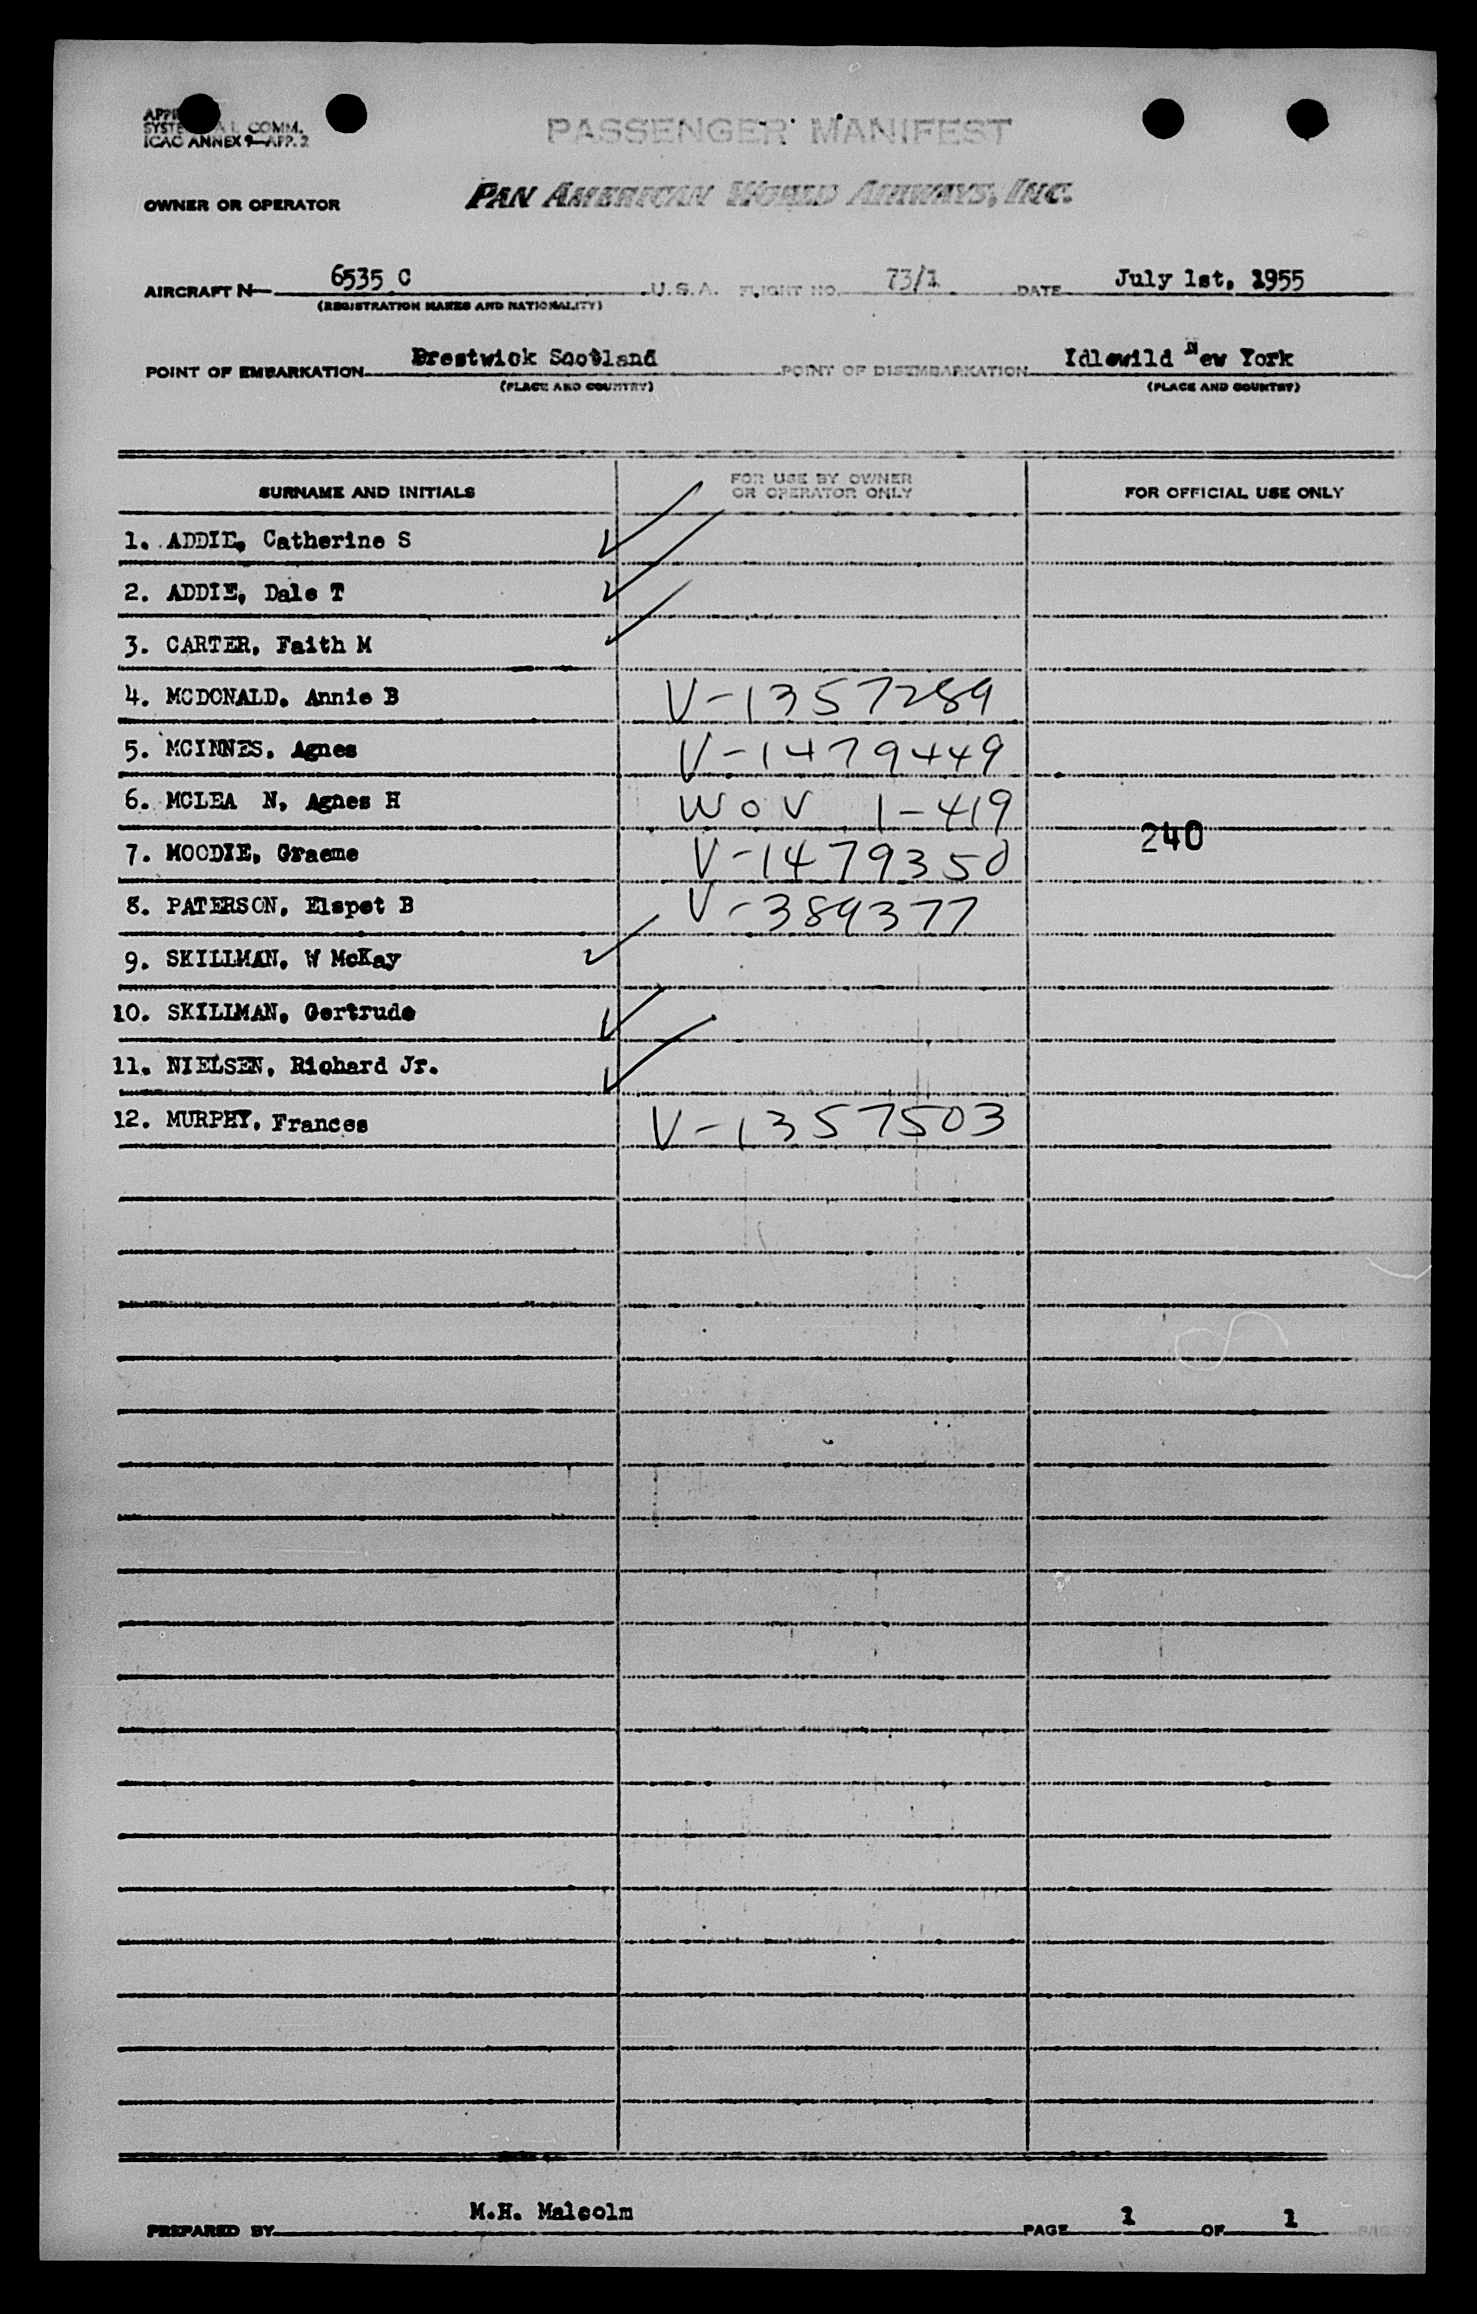 COMM.
ICAO ANNEX 9—APP. 2
PASSENGER MANIFEST
OWNER OR OPERATOR
PAN AMERICAN WORLD AIRWAYS, INC.
AIRCRAFT N— 6535 C U.S.A. FLIGHT NO. 73/1 DATE July 1st, 1955
(REGISTRATION MARKS AND NATIONALITY)
POINT OF EMBARKATION Prestwick Scotland POINT OF DISEMBARKATION Idlewild New York
(PLACE AND COUNTRY) (PLACE AND COUNTRY)
SURNAME AND INITIALS FOR USE BY OWNER OR OPERATOR ONLY FOR OFFICIAL USE ONLY
1. ADDIE, Catherine S
2. ADDIE, Dale T
3. CARTER, Faith M
4. MCDONALD. Annie B V-1357289
5. MCINNES. Agnes V-1479449
6. MCLEA N, Agnes H WOV 1-419
240
7. MOODIE, Graeme V-1479350
8. PATERSON, Elspet B V-389377
9. SKILLMAN. W McKay
10. SKILLMAN, Gertrude
11. NIELSEN, Richard Jr.
12. MURPHY, Frances V-1357503
PREPARED BY M.H. Malcolm PAGE 1 OF 1